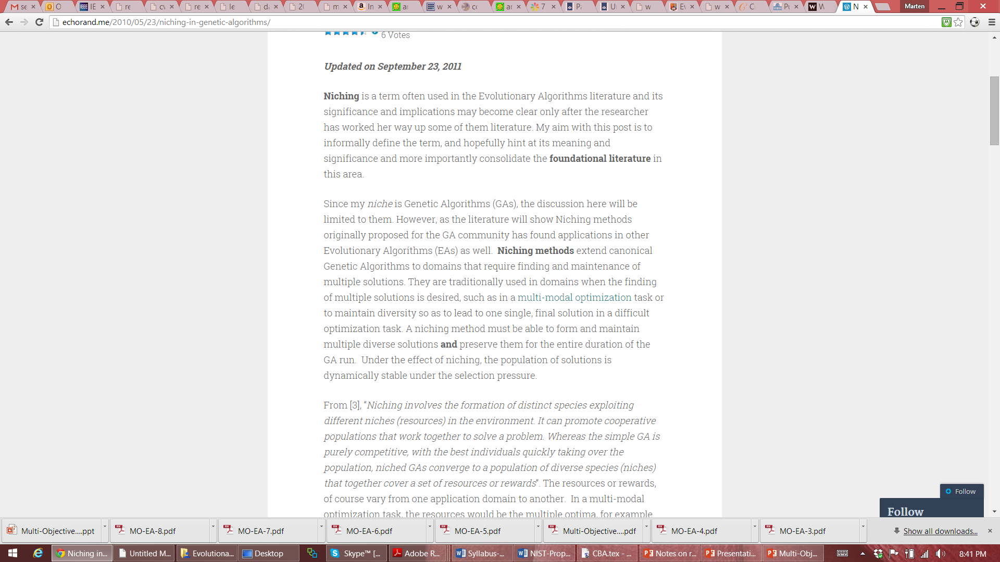 se
O
IE
re
cv
re
le
da
20
m
In
ar
w
co
ar
7
Pa
Ur
w
Ev
w
C
Pu
W
N
Marten
echorand.me/2010/05/23/niching-in-genetic-algorithms/
6 Votes
Updated on September 23, 2011
Niching is a term often used in the Evolutionary Algorithms literature and its
significance and implications may become clear only after the researcher
has worked her way up some of them literature. My aim with this post is to
informally define the term, and hopefully hint at its meaning and
significance and more importantly consolidate the foundational literature in
this area.
Since my niche is Genetic Algorithms (GAs), the discussion here will be
limited to them. However, as the literature will show Niching methods
originally proposed for the GA community has found applications in other
Evolutionary Algorithms (EAs) as well.  Niching methods extend canonical
Genetic Algorithms to domains that require finding and maintenance of
multiple solutions. They are traditionally used in domains when the finding
of multiple solutions is desired, such as in a multi-modal optimization task or
to maintain diversity so as to lead to one single, final solution in a difficult
optimization task. A niching method must be able to form and maintain
multiple diverse solutions and preserve them for the entire duration of the
GA run.  Under the effect of niching, the population of solutions is
dynamically stable under the selection pressure.
From [3], “Niching involves the formation of distinct species exploiting
different niches (resources) in the environment. It can promote cooperative
populations that work together to solve a problem. Whereas the simple GA is
purely competitive, with the best individuals quickly taking over the
population, niched GAs converge to a population of diverse species (niches)
that together cover a set of resources or rewards“. The resources or rewards,
of course vary from one application domain to another.  In a multi-modal
optimization task, the resources would be the multiple optima, for example
Follow
Follow
Multi-Objective....ppt
MO-EA-8.pdf
MO-EA-7.pdf
MO-EA-6.pdf
MO-EA-5.pdf
Multi-Objective....pdf
MO-EA-4.pdf
MO-EA-3.pdf
Show all downloads...
Niching in...
Untitled M...
Evolutiona...
Desktop
Skype™ [...
Adobe R...
Syllabus-...
NIST-Prop...
CBA.tex - ...
Notes on r...
Presentati...
Multi-Obj...
8:41 PM